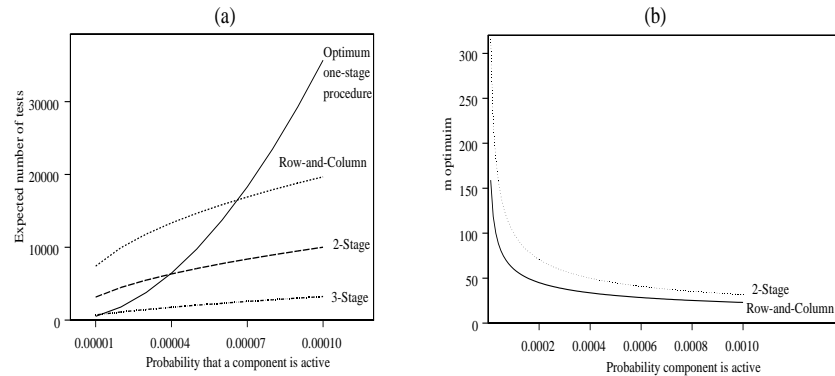 (a)
Expected number of tests
30000
20000
10000
0
Optimum
one-stage
procedure
Row-and-Column
2-Stage
3-Stage
0.00001
0.00004
0.00007
0.00010
Probability that a component is active
(b)
m optimuim
300
250
200
150
100
50
0
2-Stage
Row-and-Column
0.0002
0.0004
0.0006
0.0008
0.0010
Probability component is active